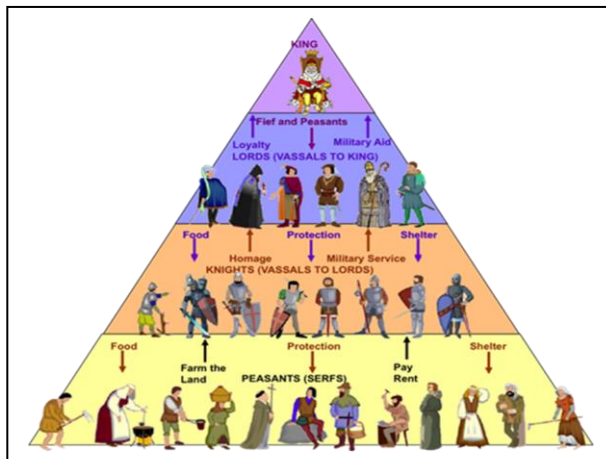 KING
Fief and Peasants
Loyalty Military Aid
LORDS (VASSALS TO KING)
Food Protection Shelter
Homage Military Service
KNIGHTS (VASSALS TO LORDS)
Food Protection Shelter
Farm the Land Pay Rent
PEASANTS (SERFS)